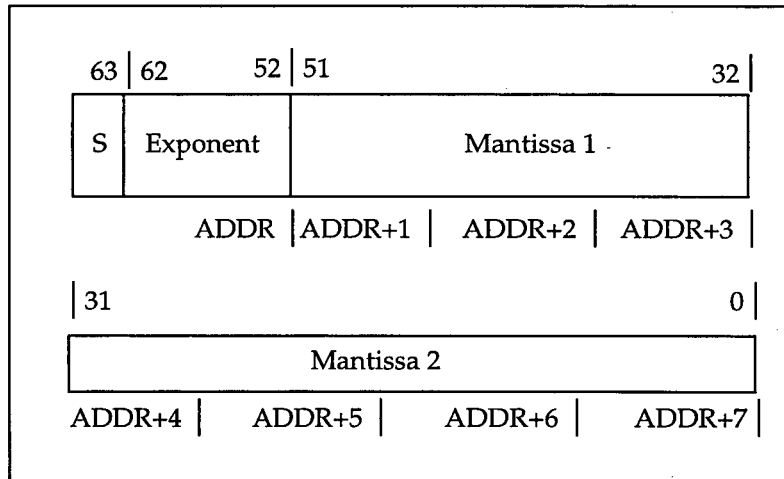 63 | 62 52 | 51 32 |
S Exponent Mantissa 1
ADDR | ADDR+1 | ADDR+2 | ADDR+3 |
| 31 0 |
Mantissa 2
ADDR+4 | ADDR+5 | ADDR+6 | ADDR+7 |